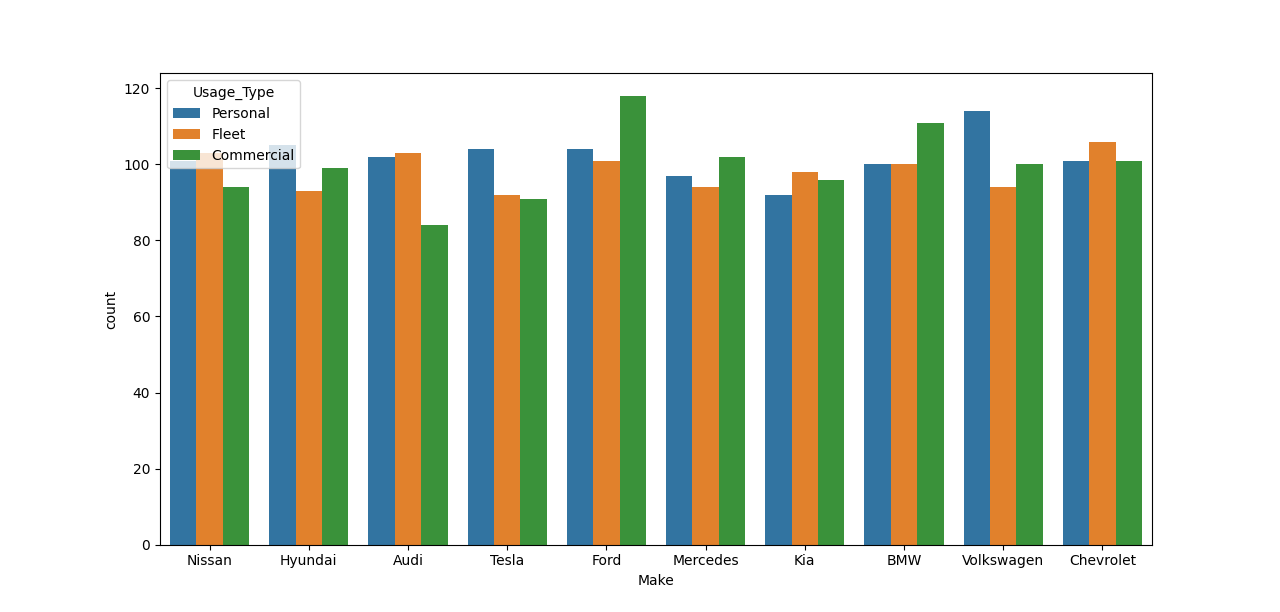 Usage_Type
Personal
Fleet
Commercial
120
100
80
60
40
20
0
count
Nissan Hyundai Audi Tesla Ford Mercedes Kia BMW Volkswagen Chevrolet
Make